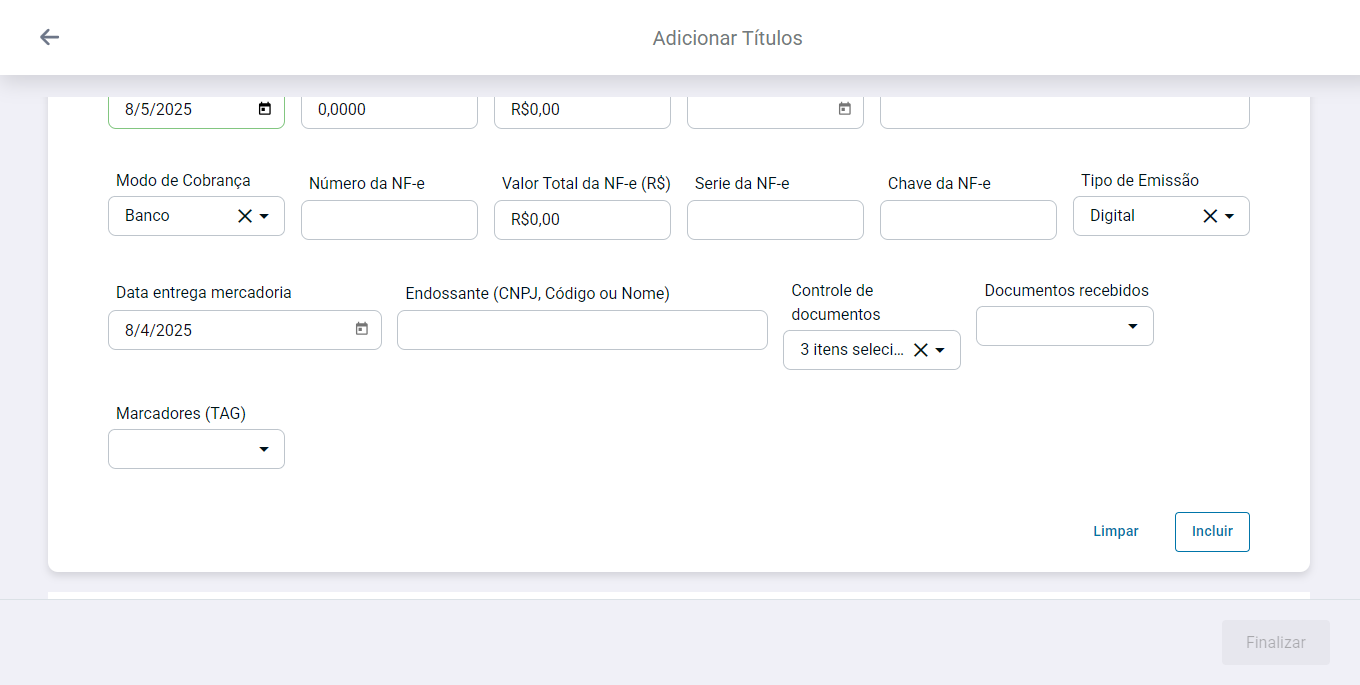 Adicionar Títulos
8/5/2025
0,0000
R$0,00
Modo de Cobrança
Número da NF-e
Valor Total da NF-e (R$)
Serie da NF-e
Chave da NF-e
Tipo de Emissão
Banco
R$0,00
Digital
Data entrega mercadoria
Endossante (CNPJ, Código ou Nome)
Controle de
documentos
Documentos recebidos
8/4/2025
3 itens seleci...
Marcadores (TAG)
Limpar
Incluir
Finalizar